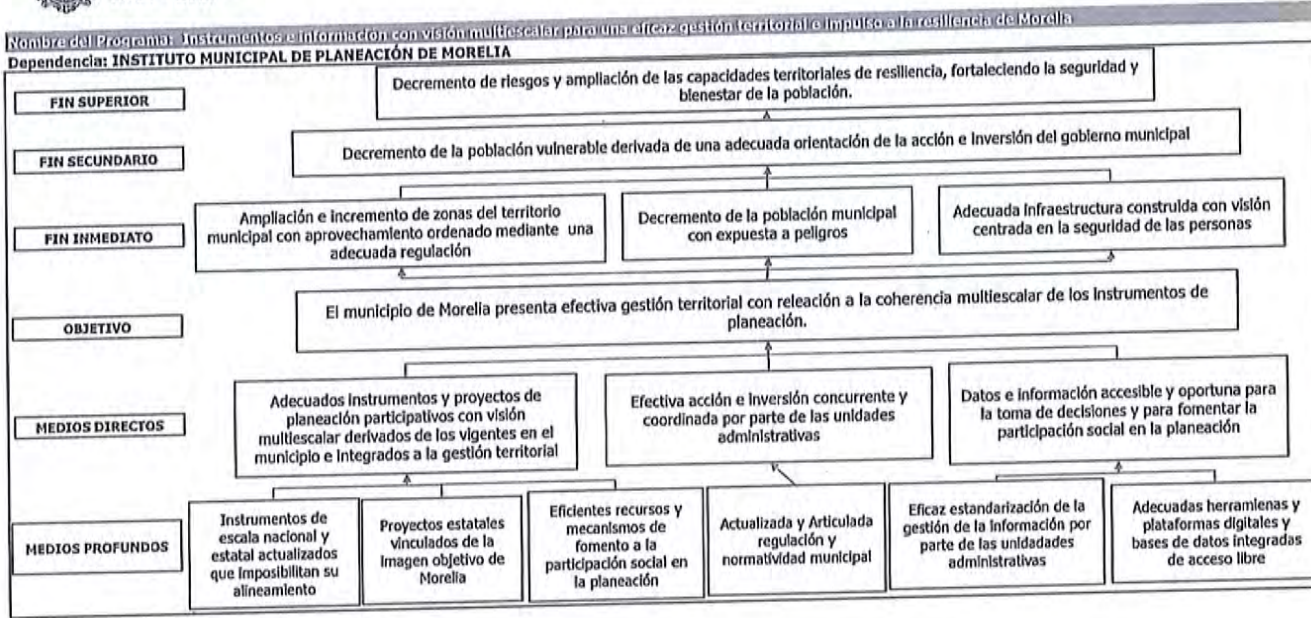 Nombre del Programa: Instrumentos e información con visión multiescalar para una eficaz gestión territorial e impulso a la resiliencia de Morelia
Dependencia: INSTITUTO MUNICIPAL DE PLANEACIÓN DE MORELIA
FIN SUPERIOR
Decremento de riesgos y ampliación de las capacidades territoriales de resiliencia, fortaleciendo la seguridad y
bienestar de la población.
FIN SECUNDARIO
Decremento de la población vulnerable derivada de una adecuada orientación de la acción e inversión del gobierno municipal
FIN INMEDIATO
Ampliación e incremento de zonas del territorio
municipal con aprovechamiento ordenado mediante una
adecuada regulación
Decremento de la población municipal
con expuesta a peligros
Adecuada infraestructura construida con visión
centrada en la seguridad de las personas
OBJETIVO
El municipio de Morelia presenta efectiva gestión territorial con releación a la coherencia multiescalar de los instrumentos de
planeación.
MEDIOS DIRECTOS
Adecuados instrumentos y proyectos de
planeación participativos con visión
multiescalar derivados de los vigentes en el
municipio e integrados a la gestión territorial
Efectiva acción e inversión concurrente y
coordinada por parte de las unidades
administrativas
Datos e información accesible y oportuna para
la toma de decisiones y para fomentar la
participación social en la planeación
MEDIOS PROFUNDOS
Instrumentos de
escala nacional y
estatal actualizados
que imposibilitan su
alineamiento
Proyectos estatales
vinculados de la
imagen objetivo de
Morelia
Eficientes recursos y
mecanismos de
fomento a la
participación social en
la planeación
Actualizada y Articulada
regulación y
normatividad municipal
Eficaz estandarización de la
gestión de la información por
parte de las unidadades
administrativas
Adecuadas herramienas y
plataformas digitales y
bases de datos integradas
de acceso libre